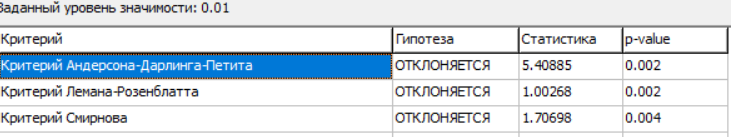 Заданный уровень значимости: 0.01
Критерий Гипотеза Статистика p-value
Критерий Андерсона-Дарлинга-Петита ОТКЛОНЯЕТСЯ 5.40885 0.002
Критерий Лемана-Розенблатта ОТКЛОНЯЕТСЯ 1.00268 0.002
Критерий Смирнова ОТКЛОНЯЕТСЯ 1.70698 0.004